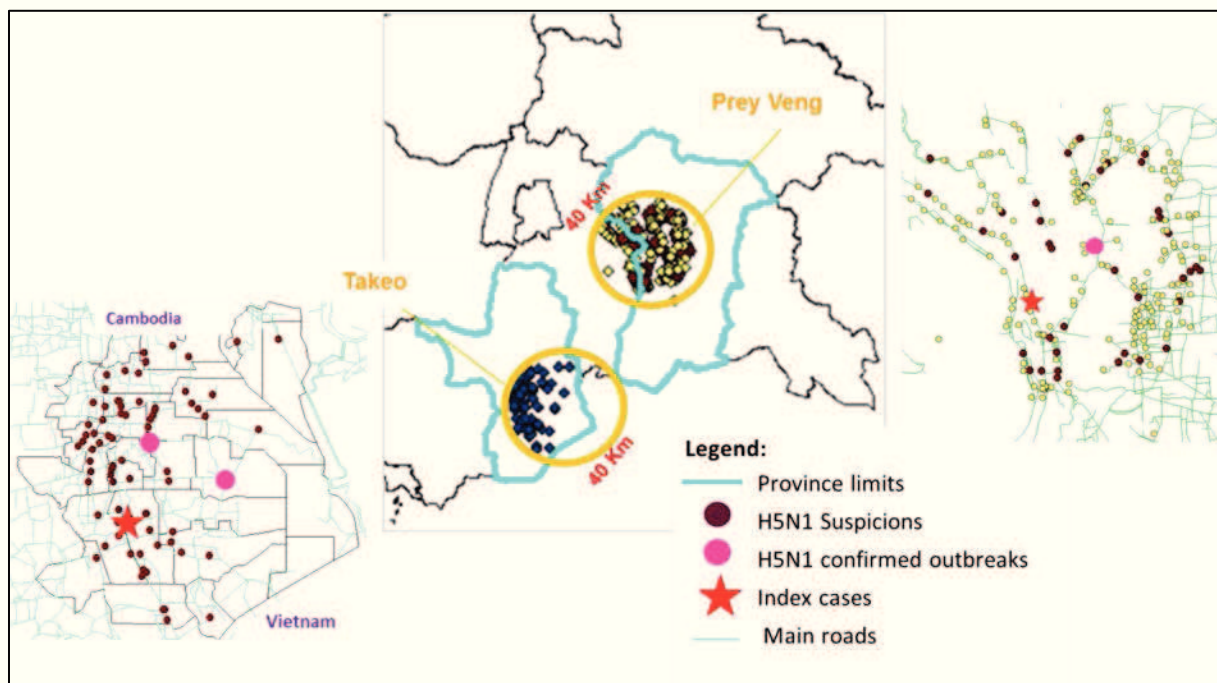 Prey Veng
40 Km
Takeo
Cambodia
40 Km
Vietnam
Legend:
Province limits
H5N1 Suspicions
H5N1 confirmed outbreaks
Index cases
Main roads